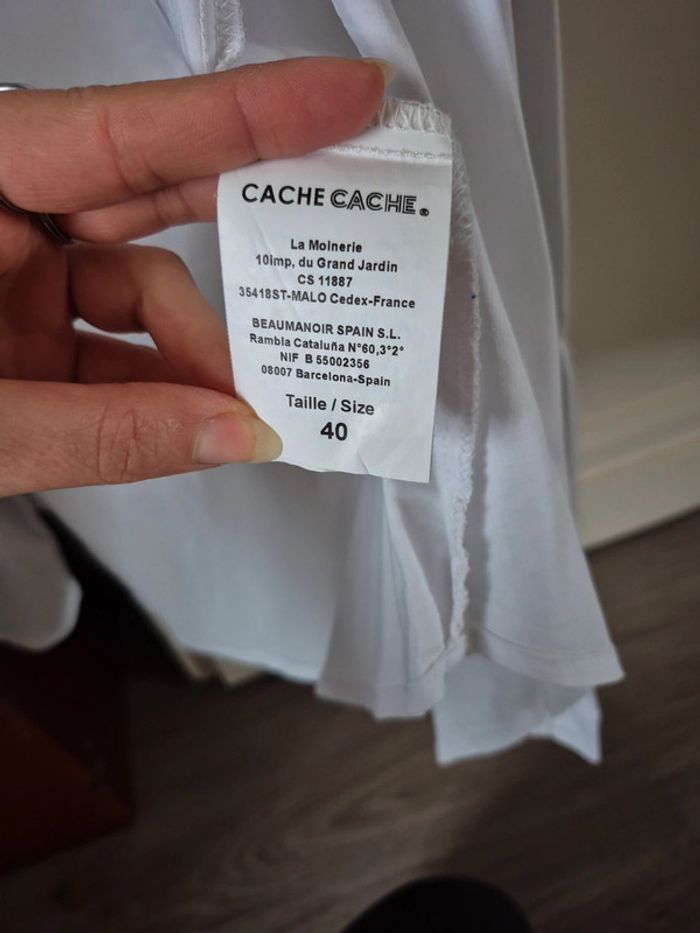 CACHE CACHE®
La Moinerie
10imp, du Grand Jardin
CS 11887
35418ST-MALO Cedex-France
BEAUMANOIR SPAIN S.L.
Rambla Cataluña N°60,3°2°
NIF B 55002356
08007 Barcelona-Spain
Taille / Size
40